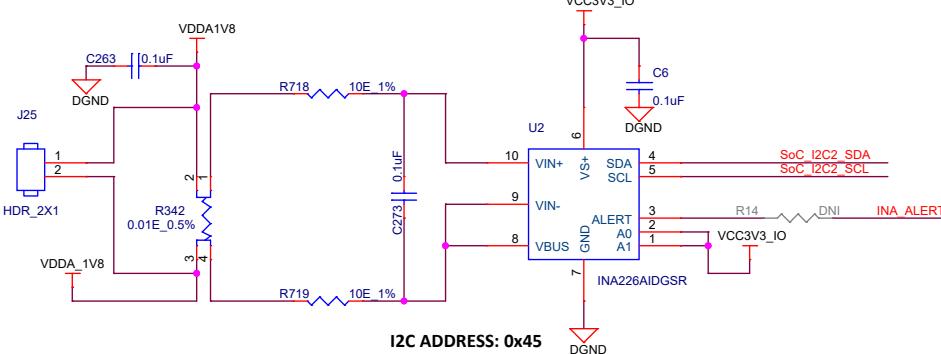 VCC3V3_IO
VDDA1V8
C263
0.1uF
DGND
C6
0.1uF
DGND
J25
1
2
HDR_2X1
R718
10E_1%
2
1
R342
0.01E_0.5%
3
4
0.1uF
C273
VDDA_1V8
R719
10E_1%
U2
6
10
VIN+
VS+
SDA
4
SoC_I2C2_SDA
SCL
5
SoC_I2C2_SCL
9
VIN-
ALERT
3
R14
DNI
INA_ALERT
8
VBUS
GND
A0
2
A1
1
VCC3V3_IO
7
INA226AIDGSR
DGND
I2C ADDRESS: 0x45